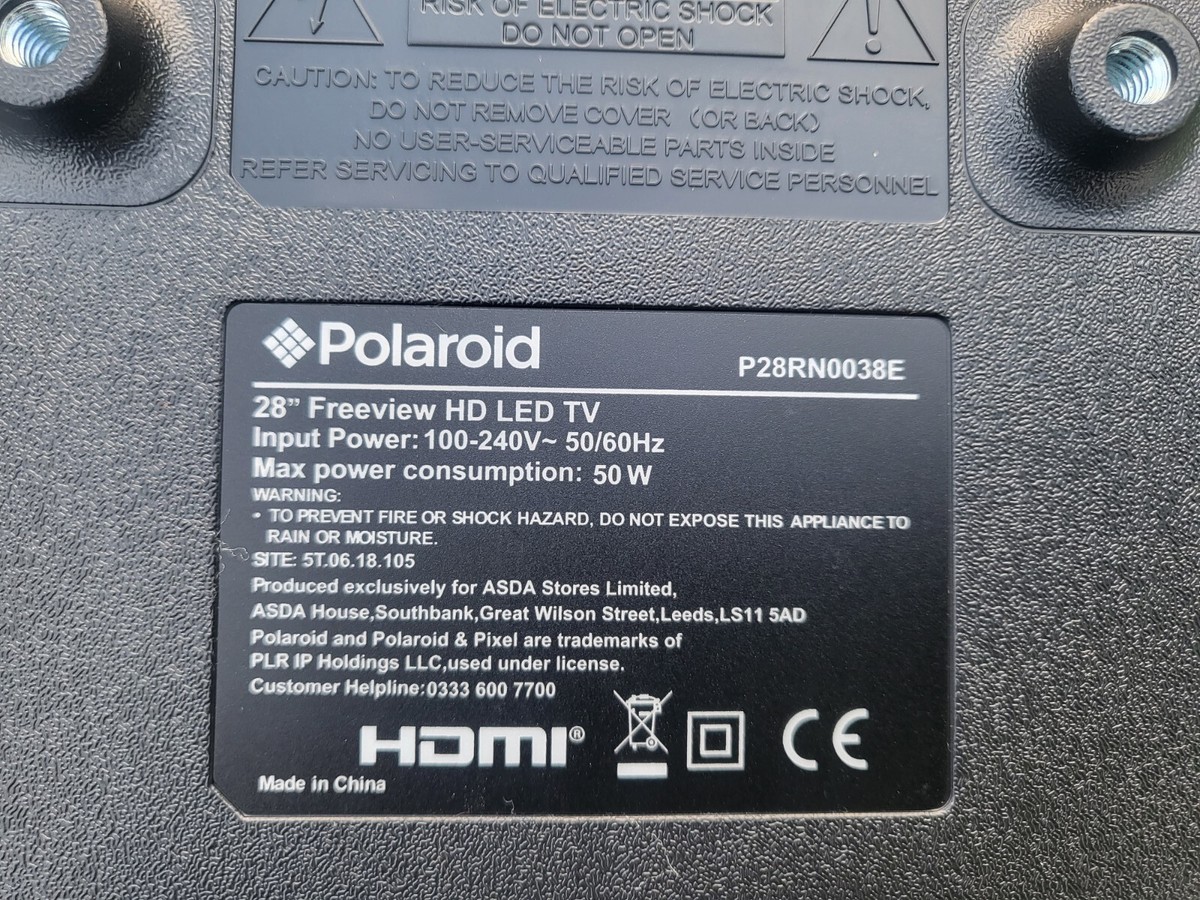 RISK OF ELECTRIC SHOCK
DO NOT OPEN
CAUTION: TO REDUCE THE RISK OF ELECTRIC SHOCK,
DO NOT REMOVE COVER (OR BACK)
NO USER-SERVICEABLE PARTS INSIDE
REFER SERVICING TO QUALIFIED SERVICE PERSONNEL
Polaroid P28RN0038E
28” Freeview HD LED TV
Input Power: 100-240V~ 50/60Hz
Max power consumption: 50 W
WARNING:
• TO PREVENT FIRE OR SHOCK HAZARD, DO NOT EXPOSE THIS APPLIANCE TO
RAIN OR MOISTURE.
SITE: 5T.06.18.105
Produced exclusively for ASDA Stores Limited,
ASDA House,Southbank,Great Wilson Street,Leeds,LS11 5AD
Polaroid and Polaroid & Pixel are trademarks of
PLR IP Holdings LLC,used under license.
Customer Helpline:0333 600 7700
HDMI® CE
Made in China